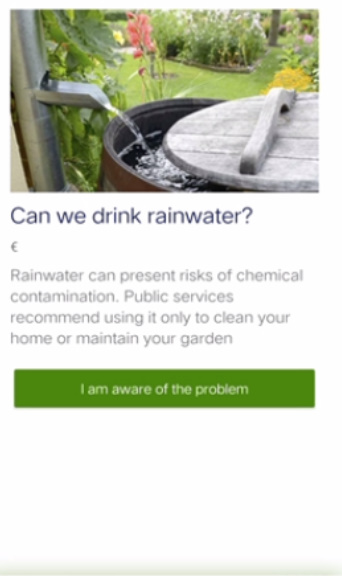 Can we drink rainwater?
€
Rainwater can present risks of chemical
contamination. Public services
recommend using it only to clean your
home or maintain your garden
I am aware of the problem